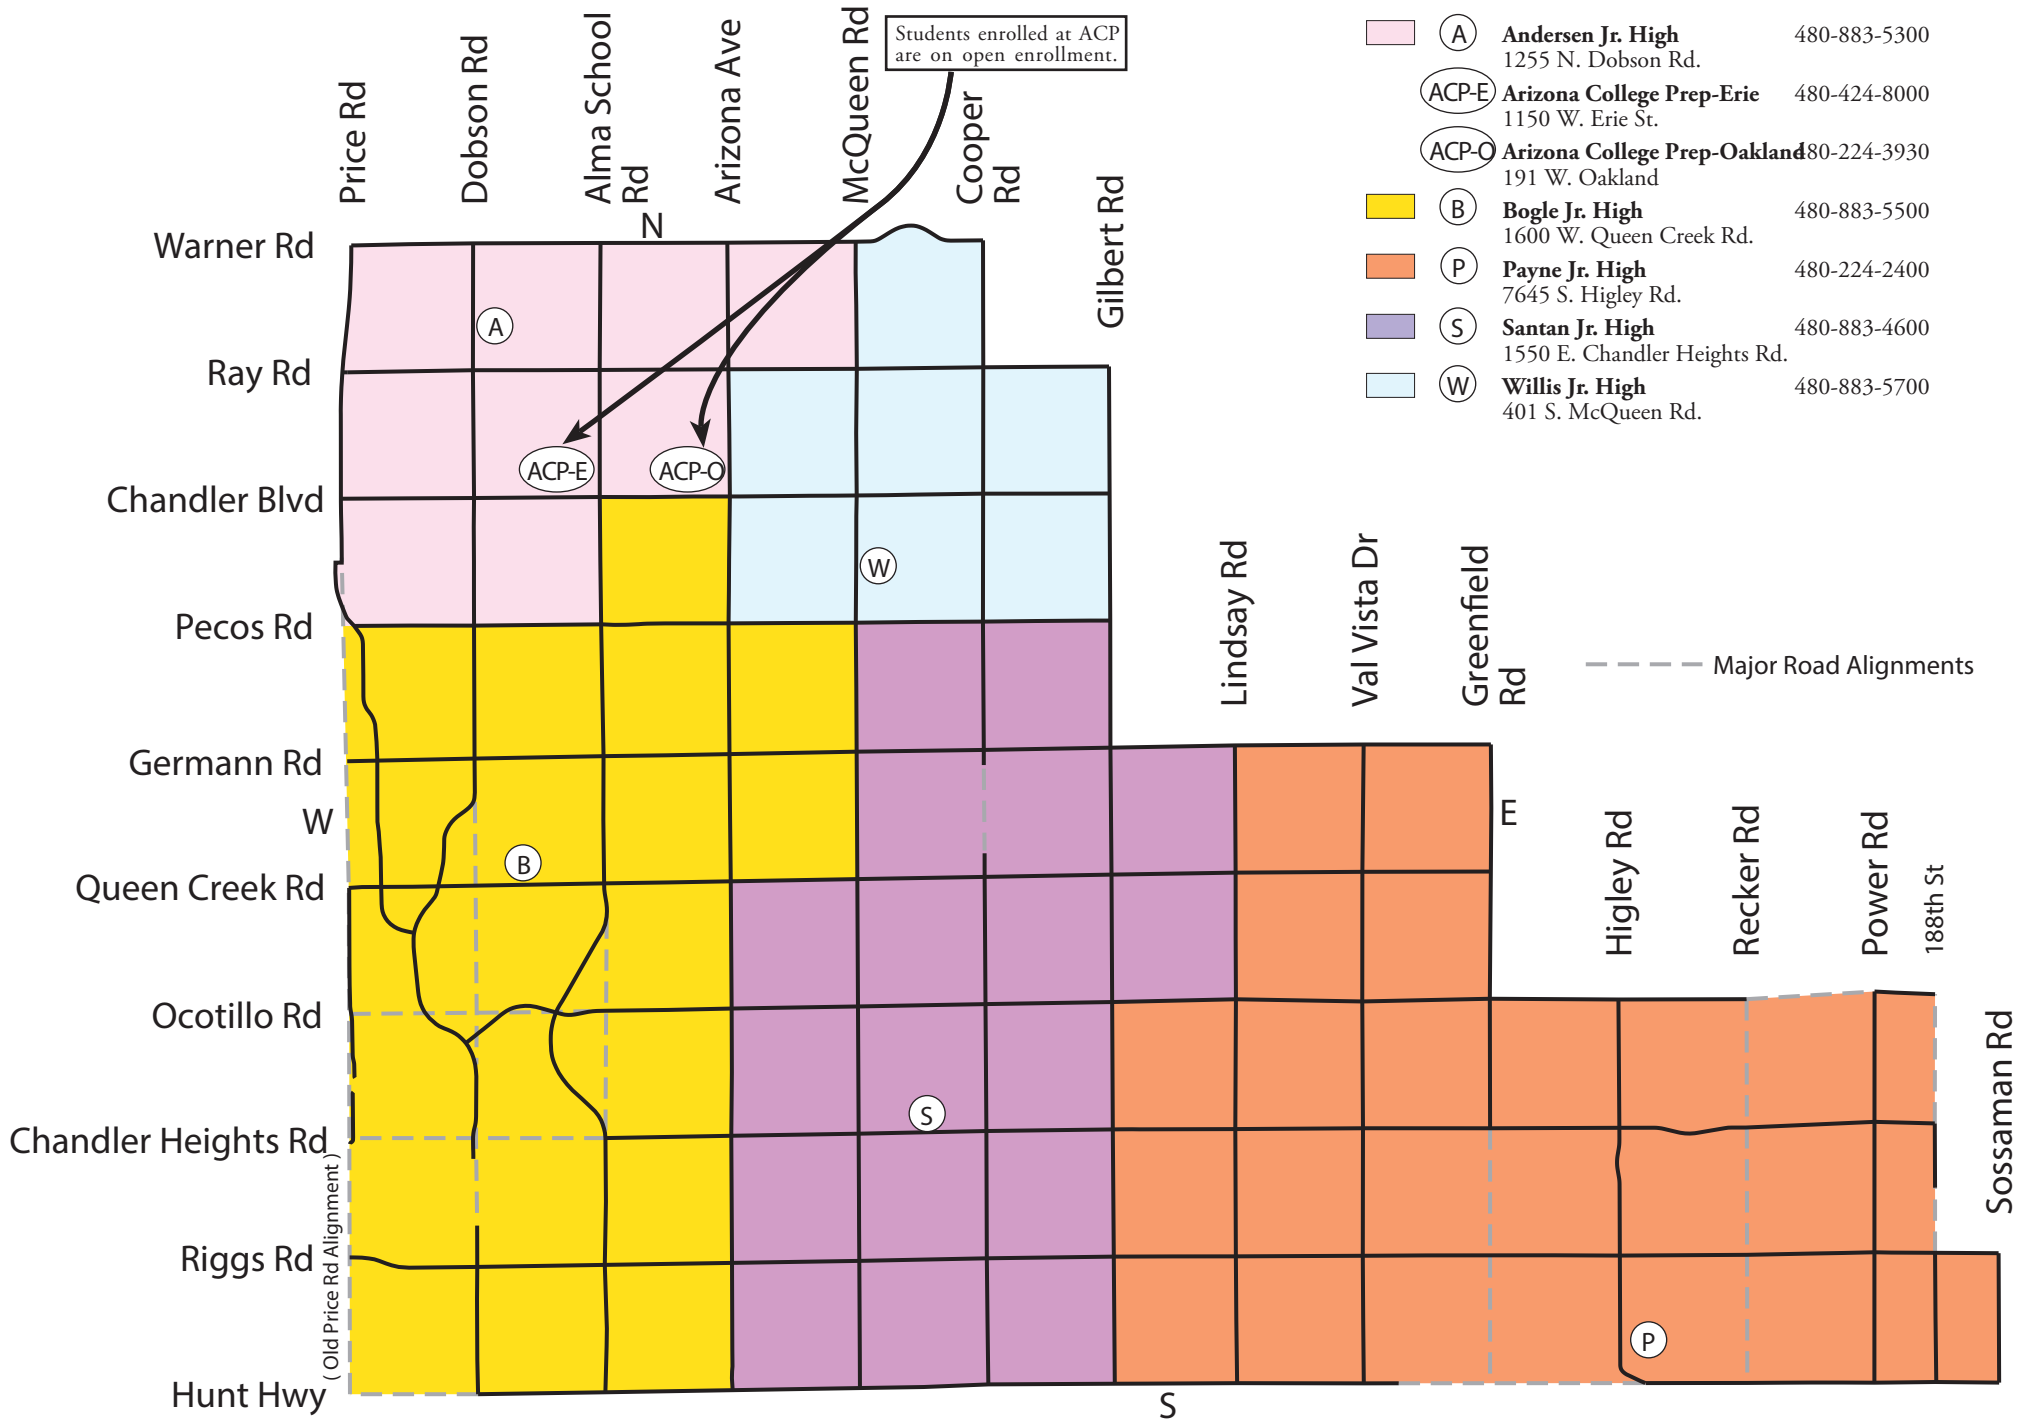 Students enrolled at ACP
are on open enrollment.
Price Rd
Dobson Rd
Alma School
Rd
Arizona Ave
McQueen Rd
Cooper
Rd
Gilbert Rd
A Andersen Jr. High 480-883-5300
1255 N. Dobson Rd.
ACP-E Arizona College Prep-Erie 480-424-8000
1150 W. Erie St.
ACP-O Arizona College Prep-Oakland 480-224-3930
191 W. Oakland
B Bogle Jr. High 480-883-5500
1600 W. Queen Creek Rd.
P Payne Jr. High 480-224-2400
7645 S. Higley Rd.
S Santan Jr. High 480-883-4600
1550 E. Chandler Heights Rd.
W Willis Jr. High 480-883-5700
401 S. McQueen Rd.
N
Warner Rd
A
Ray Rd
ACP-E
ACP-O
Chandler Blvd
W
Pecos Rd
Lindsay Rd
Val Vista Dr
Greenfield
Rd
Major Road Alignments
Germann Rd
W
E
B
Higley Rd
Recker Rd
Power Rd
188th St
Queen Creek Rd
Ocotillo Rd
Sossaman Rd
S
Chandler Heights Rd
( Old Price Rd Alignment )
Riggs Rd
P
Hunt Hwy
S